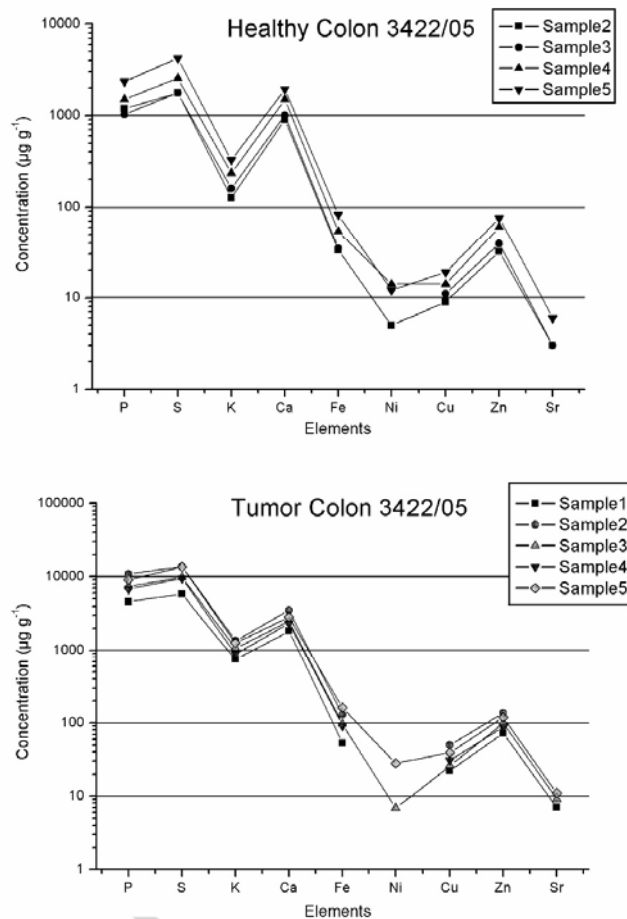 Healthy Colon 3422/05
Sample2
Sample3
Sample4
Sample5
Concentration (µg g⁻¹)
10000
1000
100
10
1
P S K Ca Fe Ni Cu Zn Sr
Elements
Tumor Colon 3422/05
Sample1
Sample2
Sample3
Sample4
Sample5
Concentration (µg g⁻¹)
100000
10000
1000
100
10
1
P S K Ca Fe Ni Cu Zn Sr
Elements